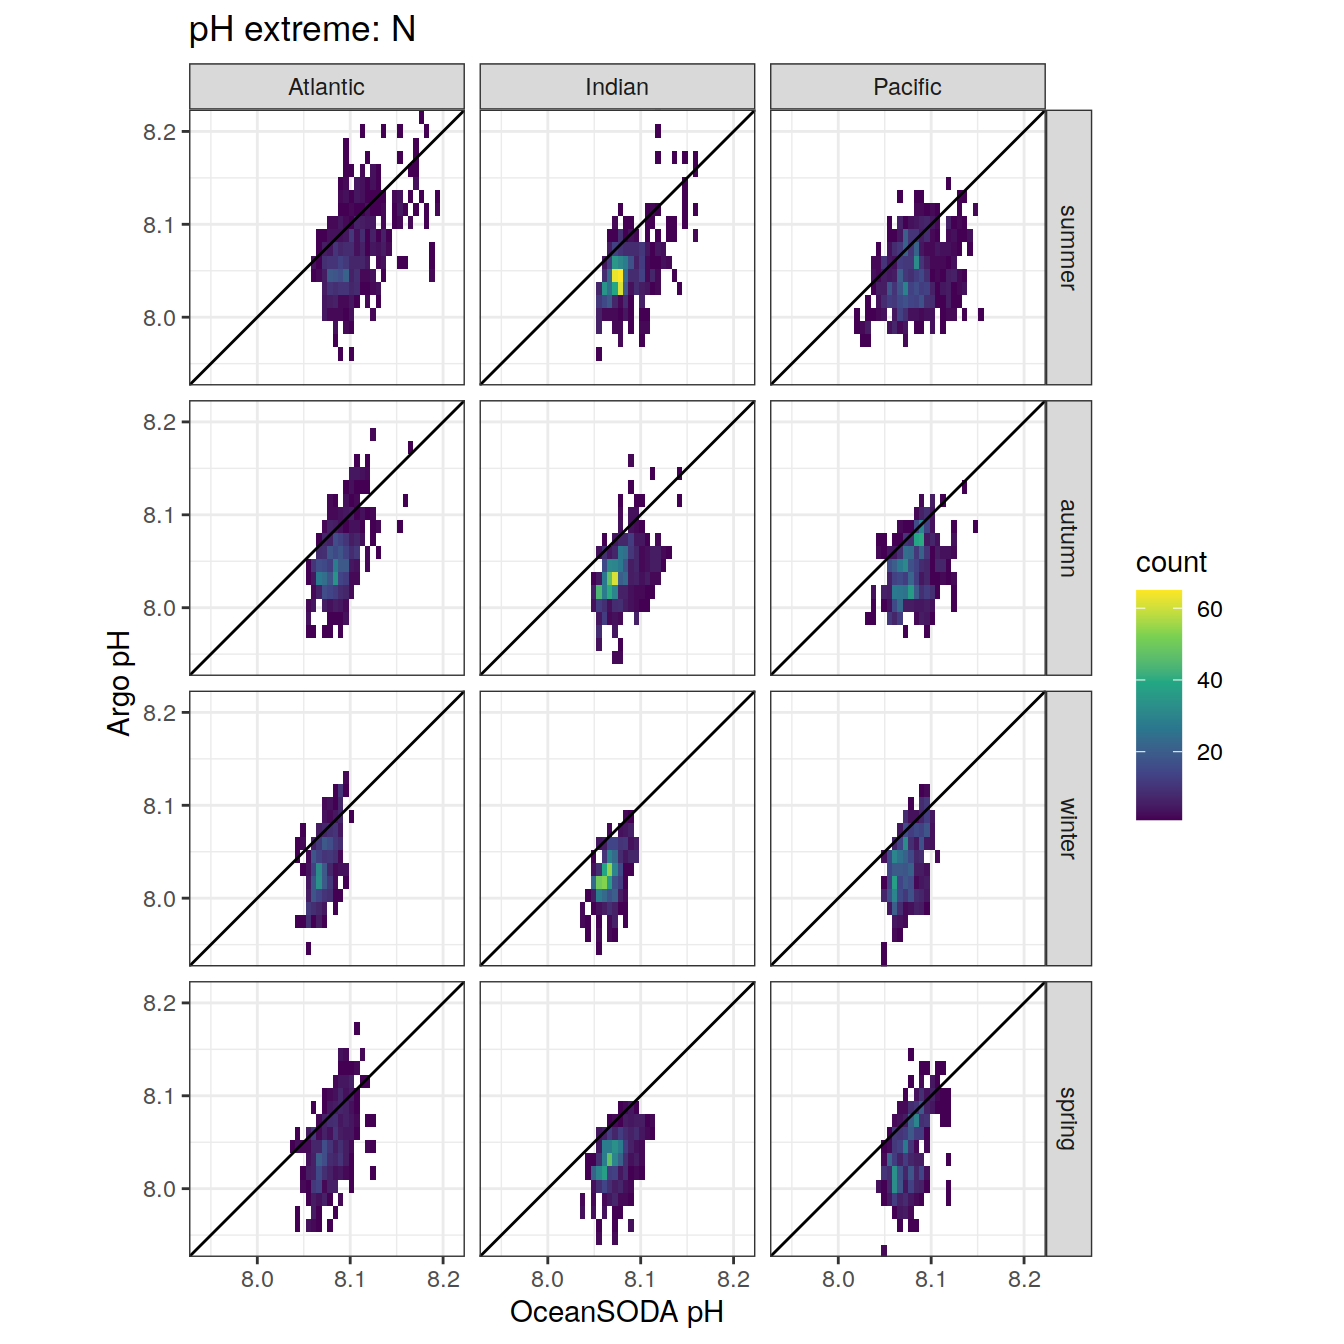 pH extreme: N
Atlantic Indian Pacific
8.2
8.1
8.0
summer
8.2
8.1
8.0
autumn
8.2
8.1
8.0
winter
8.2
8.1
8.0
spring
Argo pH
8.0 8.1 8.2 8.0 8.1 8.2 8.0 8.1 8.2
OceanSODA pH
count
60
40
20